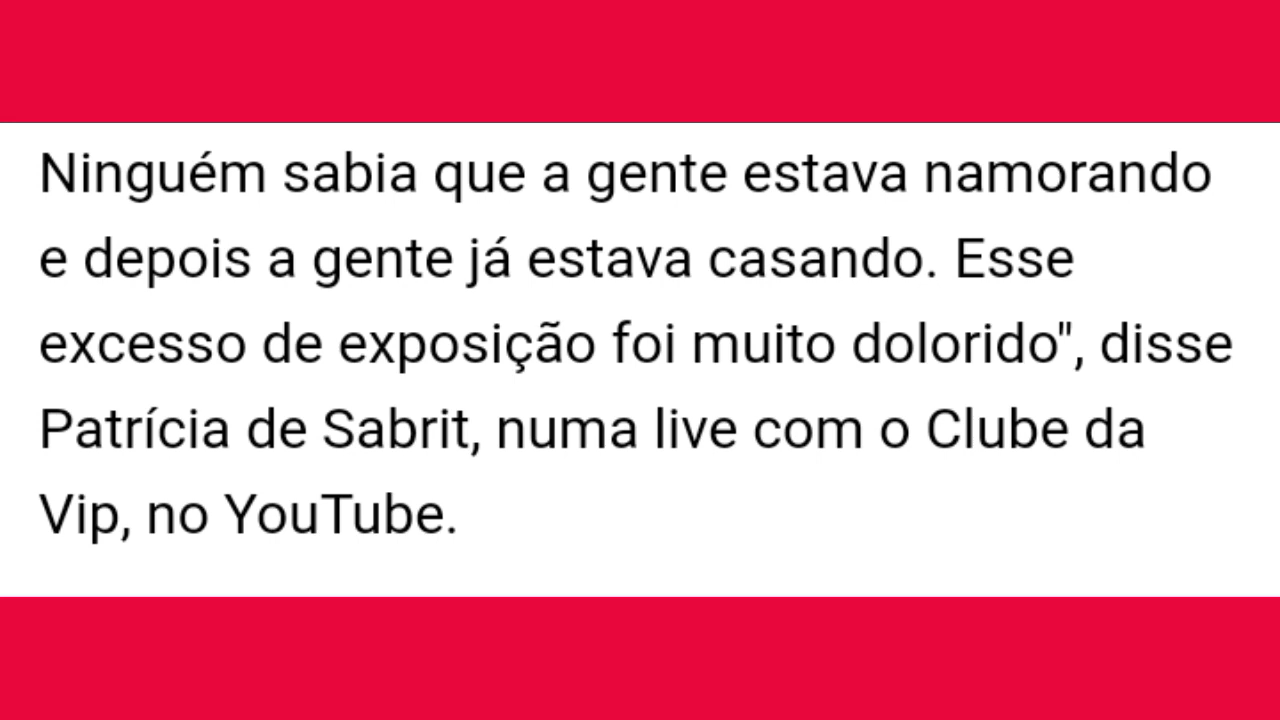 Ninguém sabia que a gente estava namorando
e depois a gente já estava casando. Esse
excesso de exposição foi muito dolorido", disse
Patrícia de Sabrit, numa live com o Clube da
Vip, no YouTube.